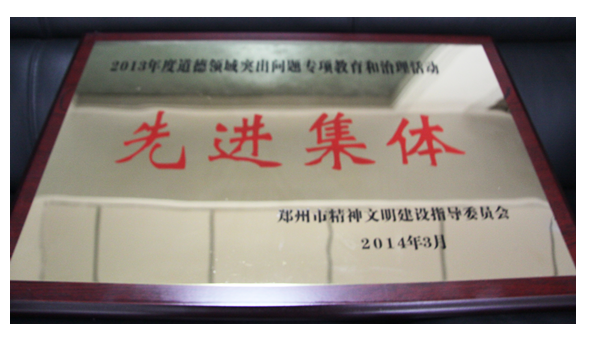 2013年度道德领域突出问题专项教育和治理活动
先进集体
郑州市精神文明建设指导委员会
2014年3月